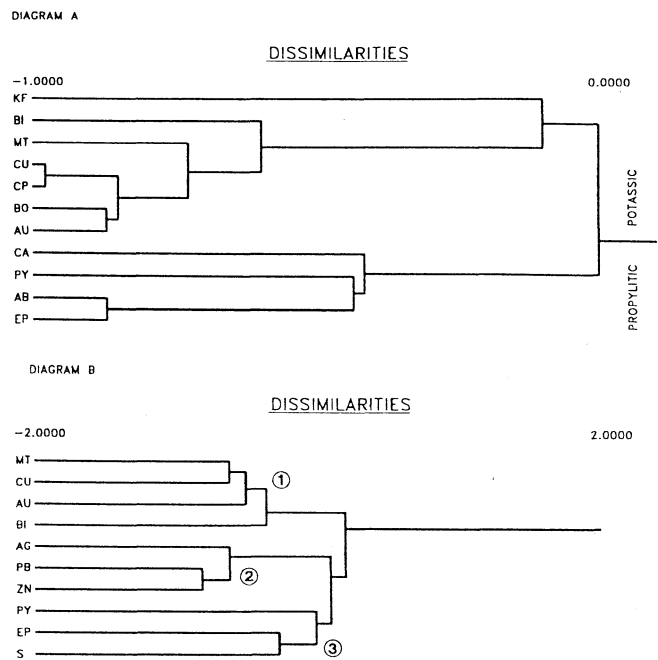 DIAGRAM A
DISSIMILARITIES
-1.0000 0.0000
KF
BI
MT
CU
CP
BO
AU
CA
PY
AB
EP
POTASSIC
PROPYLITIC
DIAGRAM B
DISSIMILARITIES
-2.0000 2.0000
MT
CU
AU
BI
AG
PB
ZN
PY
EP
S
1
2
3